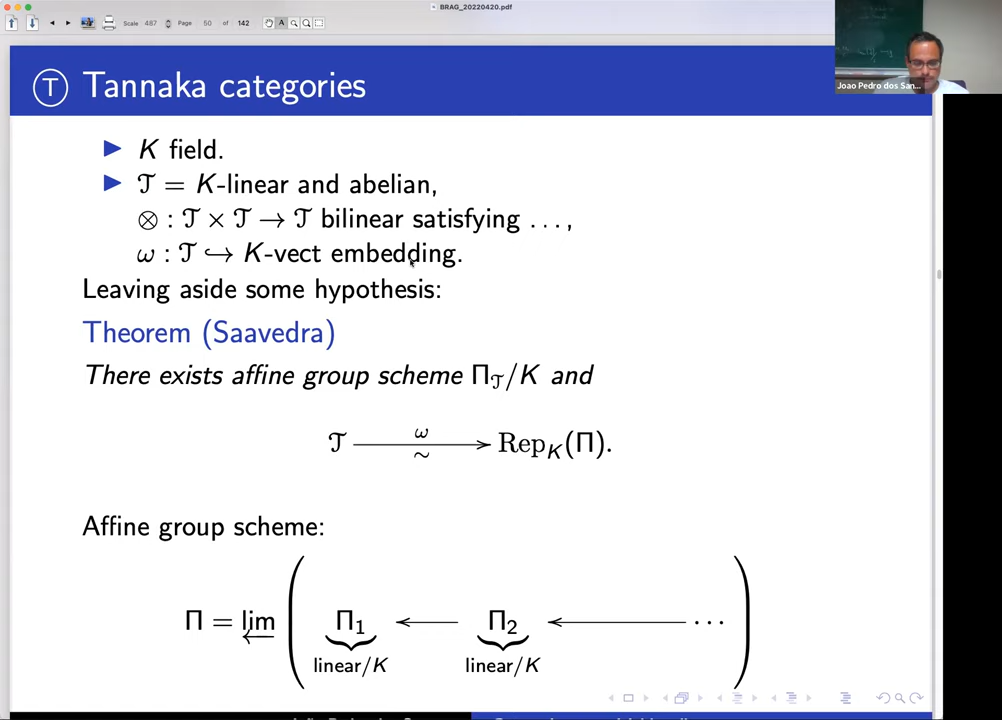 BRAG_20220420.pdf
Scale 487 Page 50 of 142
Joao Pedro dos San...
T Tannaka categories
K field.
𝒯 = K-linear and abelian,
⊗ : 𝒯 × 𝒯 → 𝒯 bilinear satisfying . . . ,
ω : 𝒯 ↪ K-vect embedding.
Leaving aside some hypothesis:
Theorem (Saavedra)
There exists affine group scheme Π_𝒯/K and
𝒯 —ω/∼→ Rep_K(Π).
Affine group scheme:
Π = lim ( Π₁ ← Π₂ ← · · · )
linear/K linear/K